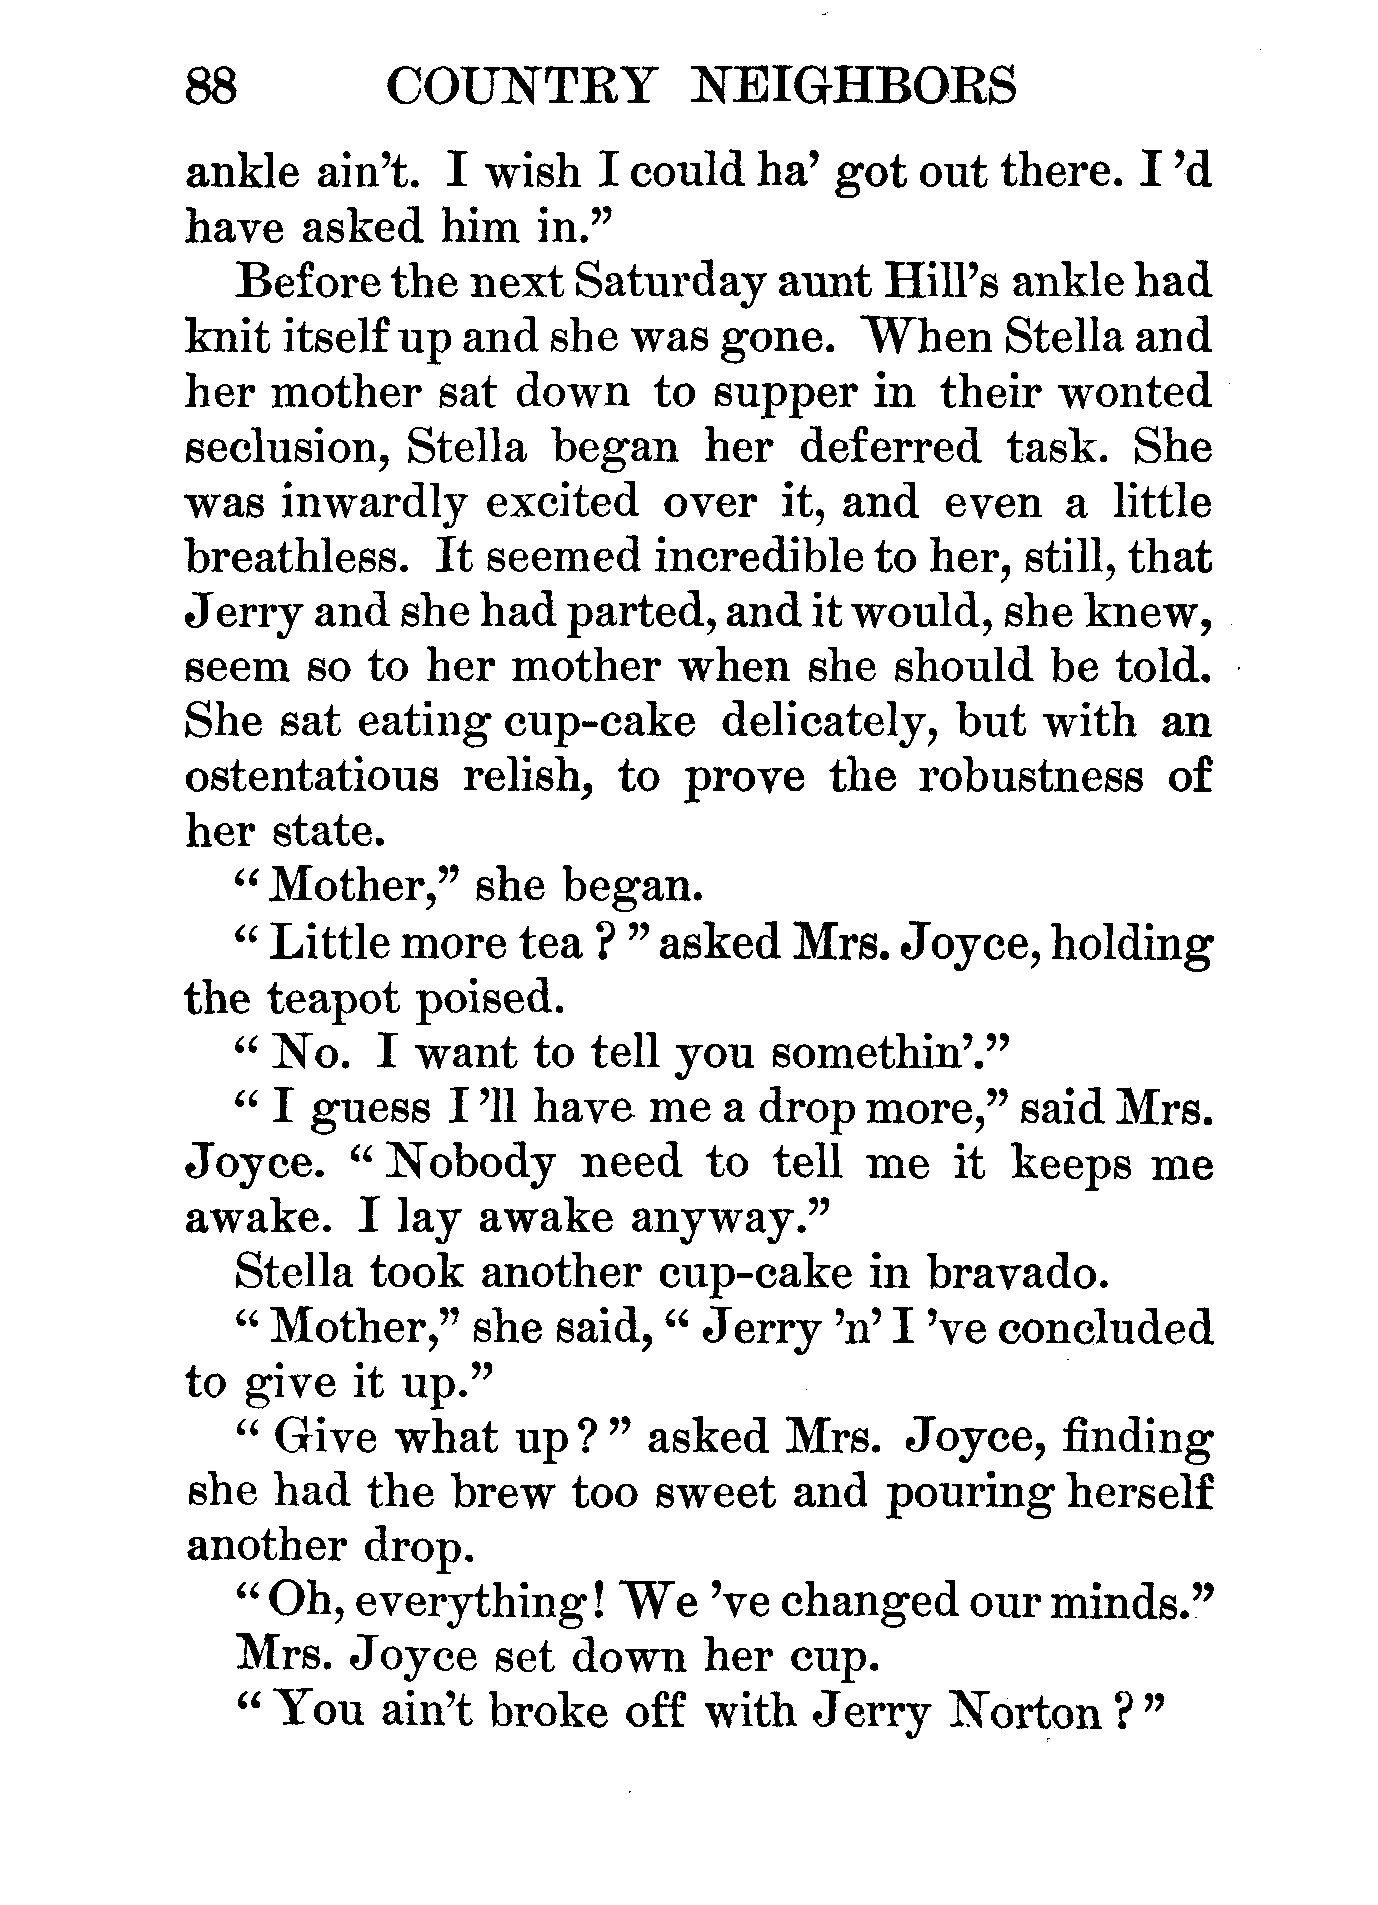 88 COUNTRY NEIGHBORS
ankle ain't. I wish I could ha' got out there. I 'd
have asked him in."
Before the next Saturday aunt Hill's ankle had
knit itself up and she was gone. When Stella and
her mother sat down to supper in their wonted
seclusion, Stella began her deferred task. She
was inwardly excited over it, and even a little
breathless. It seemed incredible to her, still, that
Jerry and she had parted, and it would, she knew,
seem so to her mother when she should be told.
She sat eating cup-cake delicately, but with an
ostentatious relish, to prove the robustness of
her state.
" Mother," she began.
" Little more tea ? " asked Mrs. Joyce, holding
the teapot poised.
" No. I want to tell you somethin'."
" I guess I 'll have me a drop more," said Mrs.
Joyce. " Nobody need to tell me it keeps me
awake. I lay awake anyway."
Stella took another cup-cake in bravado.
" Mother," she said, " Jerry 'n' I 've concluded
to give it up."
" Give what up ? " asked Mrs. Joyce, finding
she had the brew too sweet and pouring herself
another drop.
" Oh, everything! We 've changed our minds."
Mrs. Joyce set down her cup.
" You ain't broke off with Jerry Norton ? "